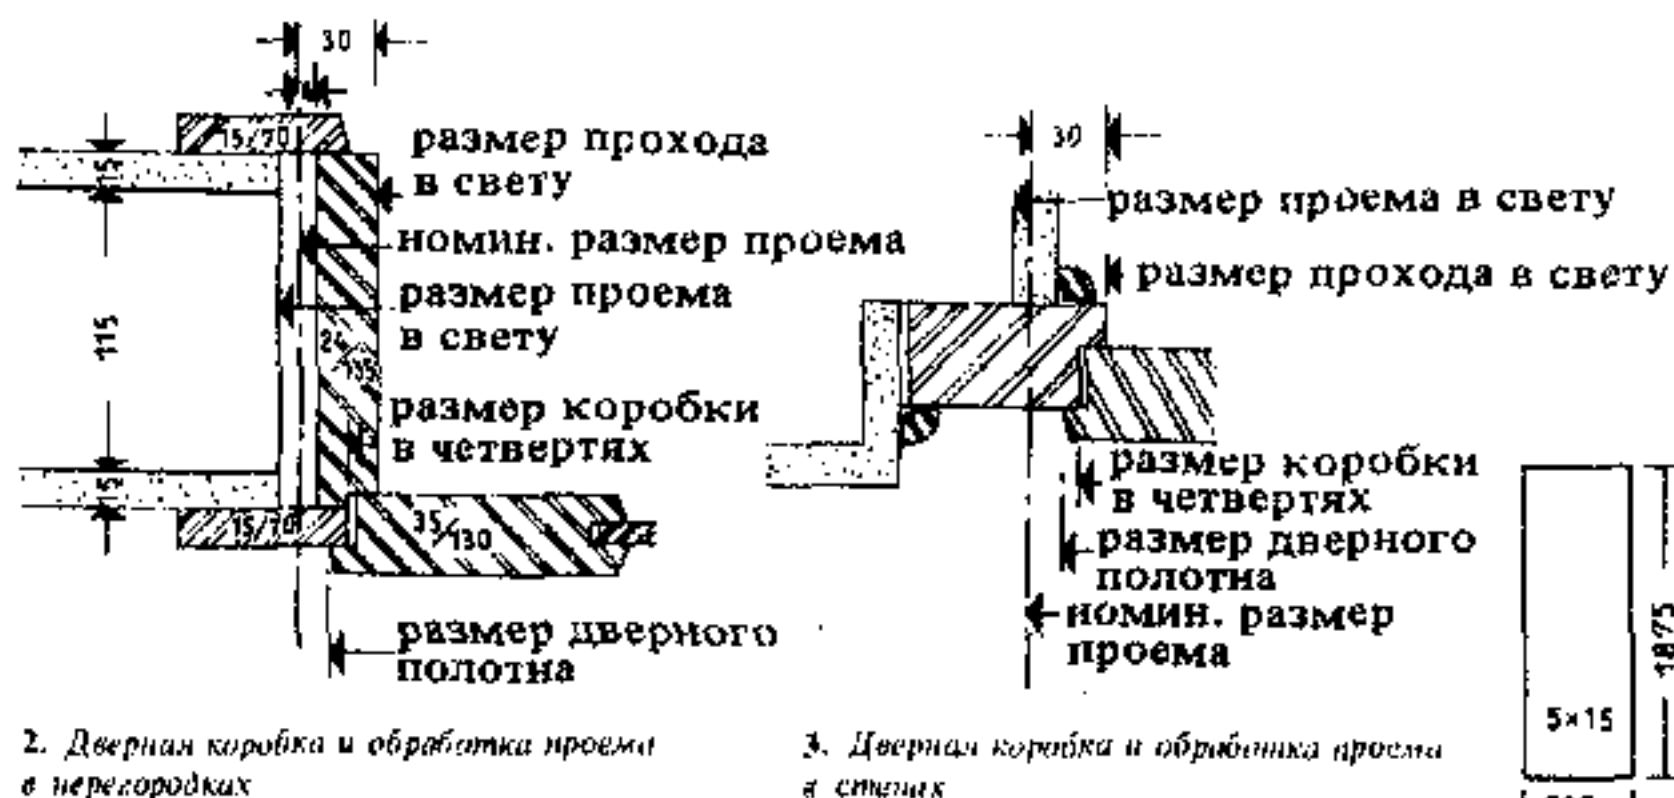 30
15/70
размер прохода
в свету
15
номин. размер проема
размер проема
в свету
115
24/135
размер коробки
в четвертях
15
15/70
35/130
размер дверного
полотна
2. Дверная коробка и обработка проема
в перегородках
30
размер проема в свету
размер прохода в свету
размер коробки
в четвертях
размер дверного
полотна
номин. размер
проема
3. Дверная коробка и обработка проема
в стенах
1875
5×15